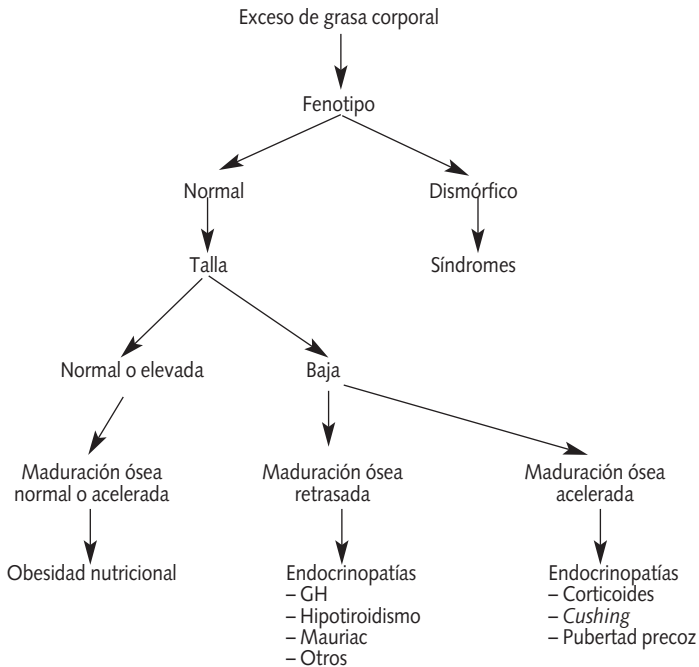 Exceso de grasa corporal
Fenotipo
Normal
Dismórfico
Talla
Síndromes
Normal o elevada
Baja
Maduración ósea
normal o acelerada
Maduración ósea
retrasada
Maduración ósea
acelerada
Obesidad nutricional
Endocrinopatías
– GH
– Hipotiroidismo
– Mauriac
– Otros
Endocrinopatías
– Corticoides
– Cushing
– Pubertad precoz